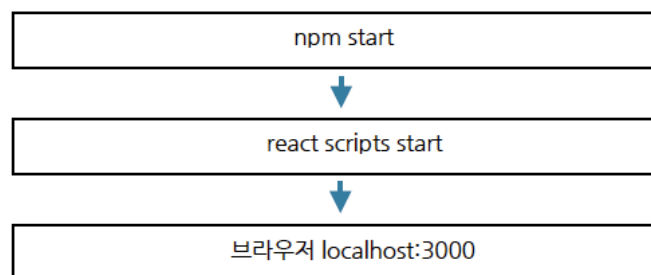 npm start
react scripts start
브라우저 localhost:3000